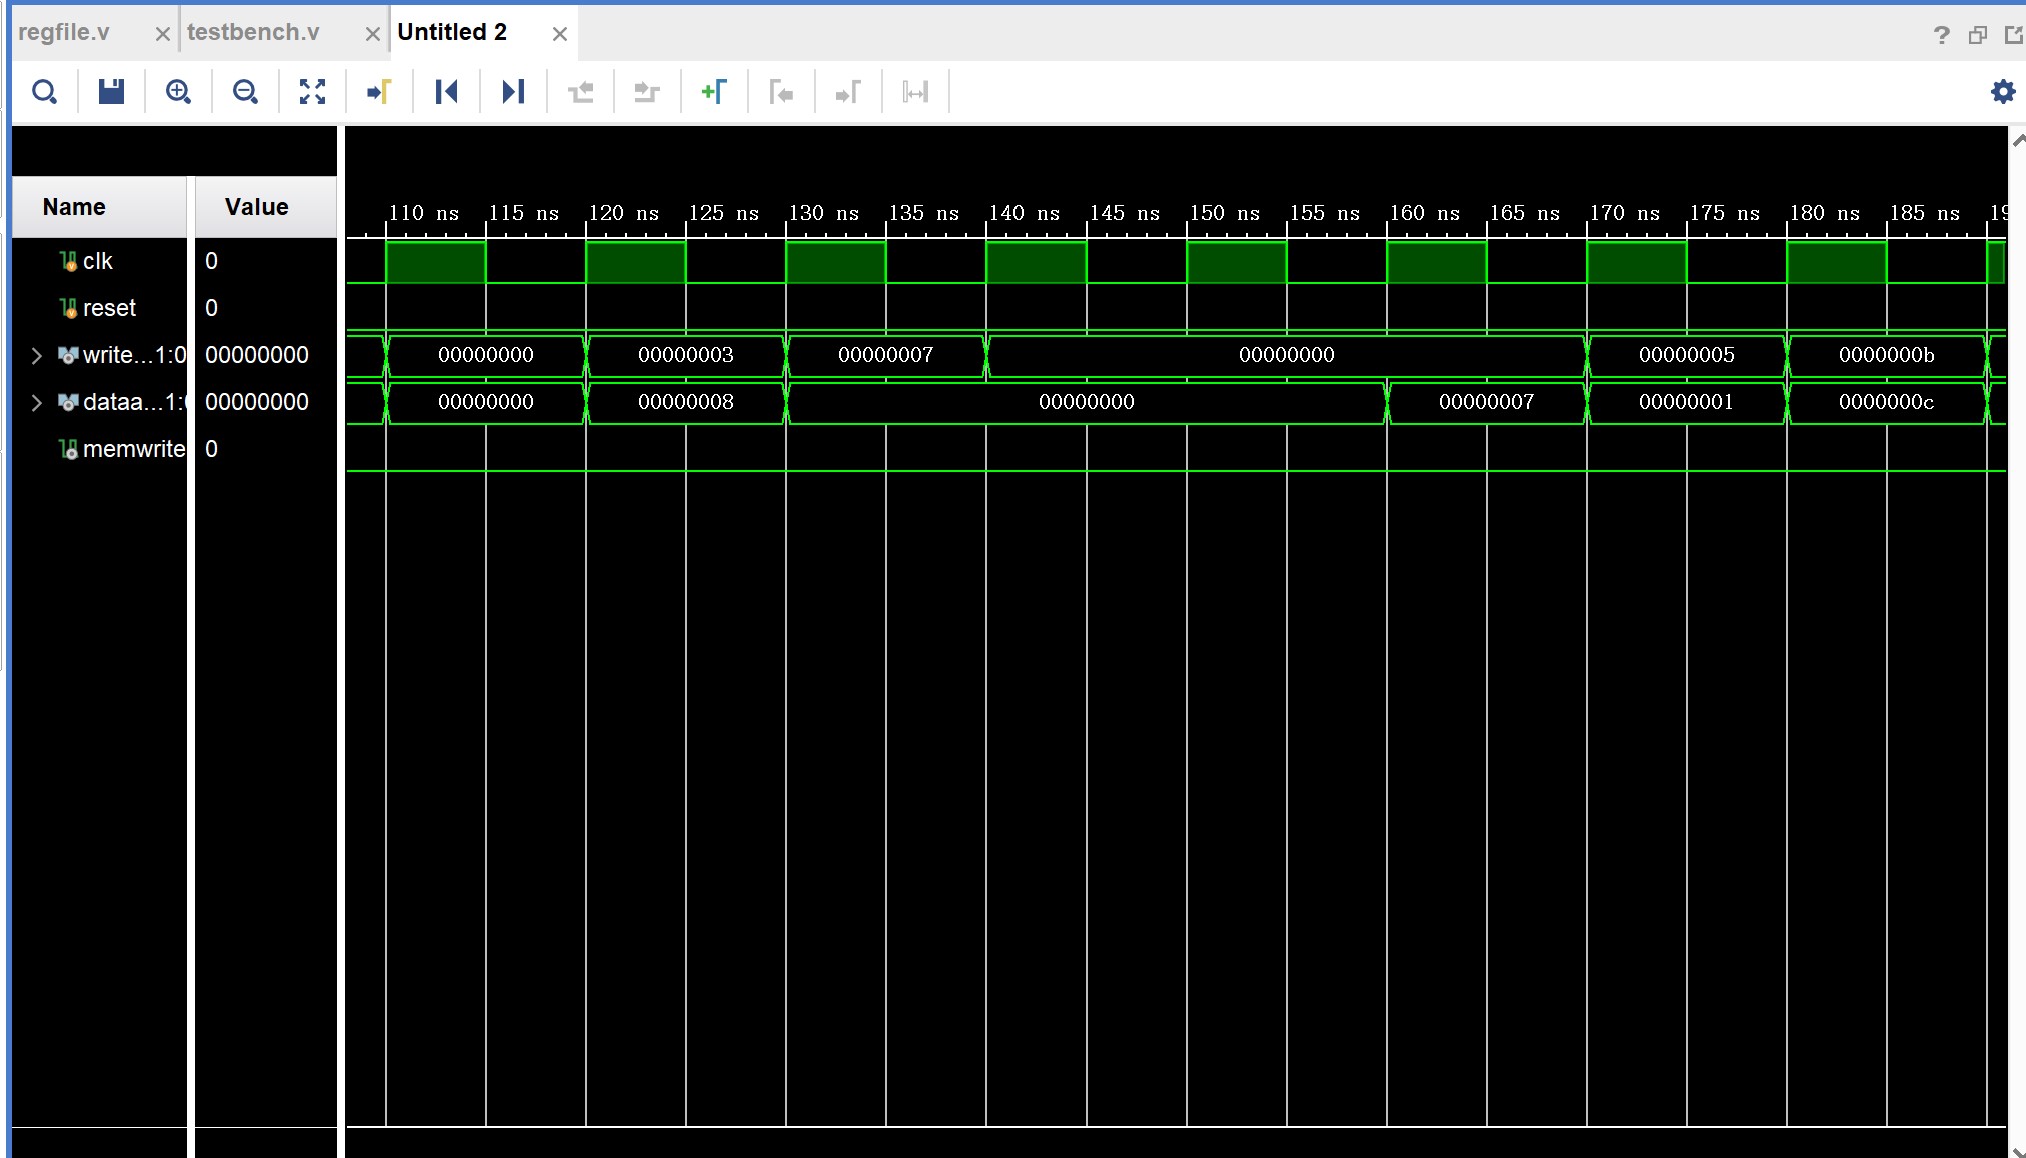 regfile.v testbench.v Untitled 2
Name Value
110 ns 115 ns 120 ns 125 ns 130 ns 135 ns 140 ns 145 ns 150 ns 155 ns 160 ns 165 ns 170 ns 175 ns 180 ns 185 ns 19
clk 0
reset 0
write...1:0 00000000 00000000 00000003 00000007 00000000 00000005 0000000b
dataa...1:0 00000000 00000000 00000008 00000000 00000007 00000001 0000000c
memwrite 0